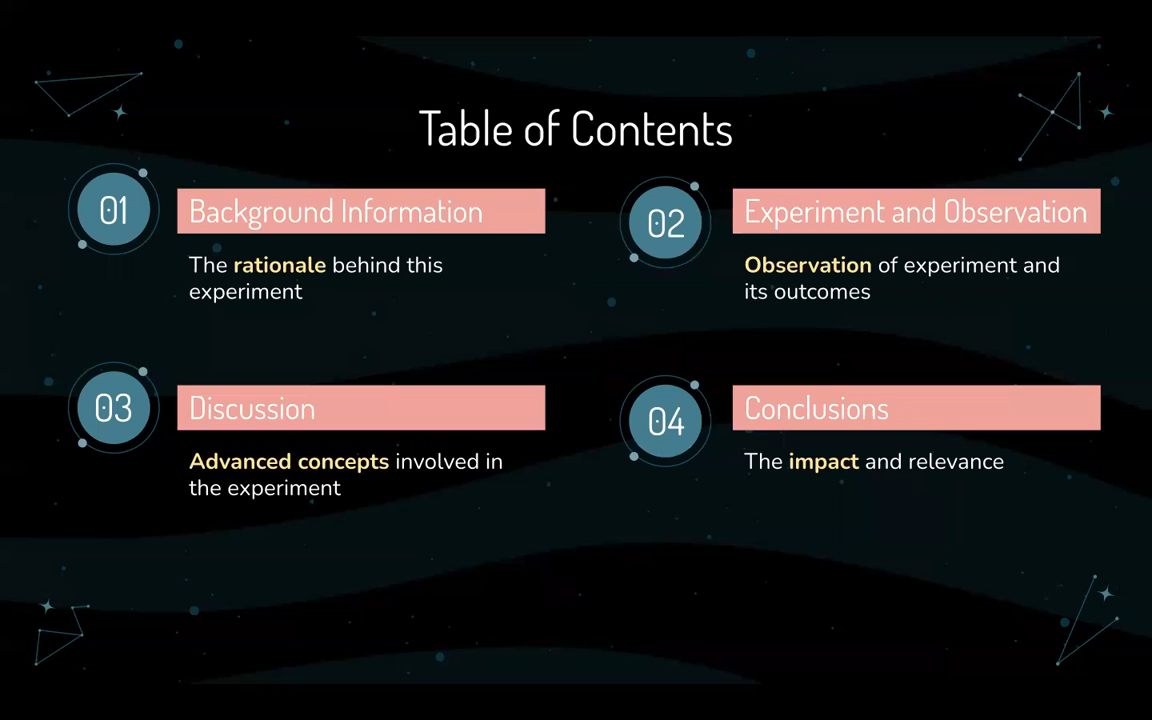 Table of Contents
01
Background Information
The rationale behind this
experiment
02
Experiment and Observation
Observation of experiment and
its outcomes
03
Discussion
Advanced concepts involved in
the experiment
04
Conclusions
The impact and relevance